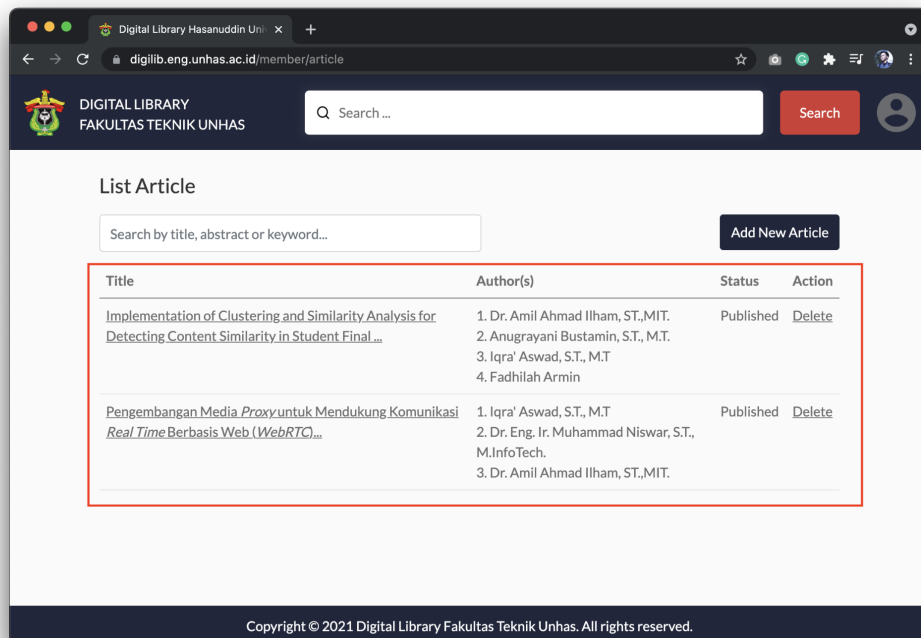 Digital Library Hasanuddin Uni
digilib.eng.unhas.ac.id/member/article
DIGITAL LIBRARY
FAKULTAS TEKNIK UNHAS
Search ...
Search
List Article
Search by title, abstract or keyword...
Add New Article
Title Author(s) Status Action
Implementation of Clustering and Similarity Analysis for
Detecting Content Similarity in Student Final ...
1. Dr. Amil Ahmad Ilham, ST.,MIT.
2. Anugrayani Bustamin, S.T., M.T.
3. Iqra' Aswad, S.T., M.T
4. Fadhilah Armin
Published
Delete
Pengembangan Media Proxy untuk Mendukung Komunikasi
Real Time Berbasis Web (WebRTC)...
1. Iqra' Aswad, S.T., M.T
2. Dr. Eng. Ir. Muhammad Niswar, S.T.,
M.InfoTech.
3. Dr. Amil Ahmad Ilham, ST.,MIT.
Published
Delete
Copyright © 2021 Digital Library Fakultas Teknik Unhas. All rights reserved.